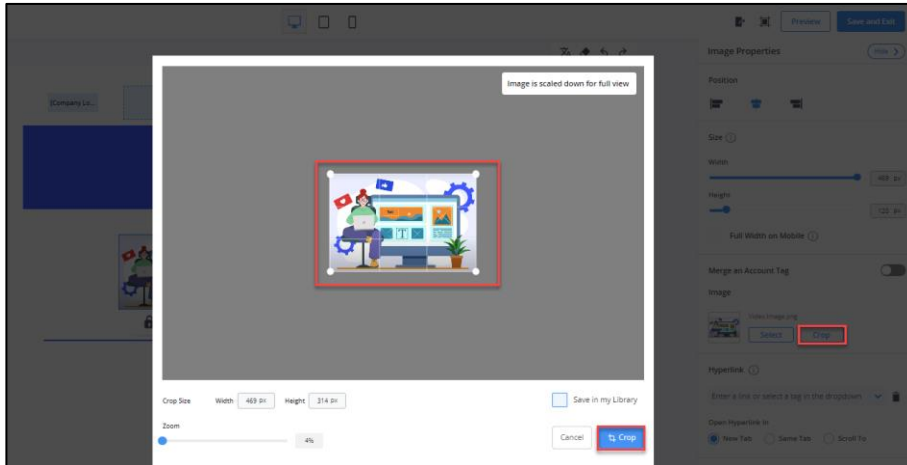 Preview
Save and Exit
Image Properties
Hide
Image is scaled down for full view
Position
[Company Lo...
Size
Width
469 px
Height
120 px
Full Width on Mobile
Merge an Account Tag
Image
Select
Crop
Hyperlink
Enter a link or select a tag in the dropdown
Open Hyperlink In
New Tab
Same Tab
Scroll To
Crop Size
Width
469 px
Height
314 px
Save in my Library
Zoom
4%
Cancel
Crop